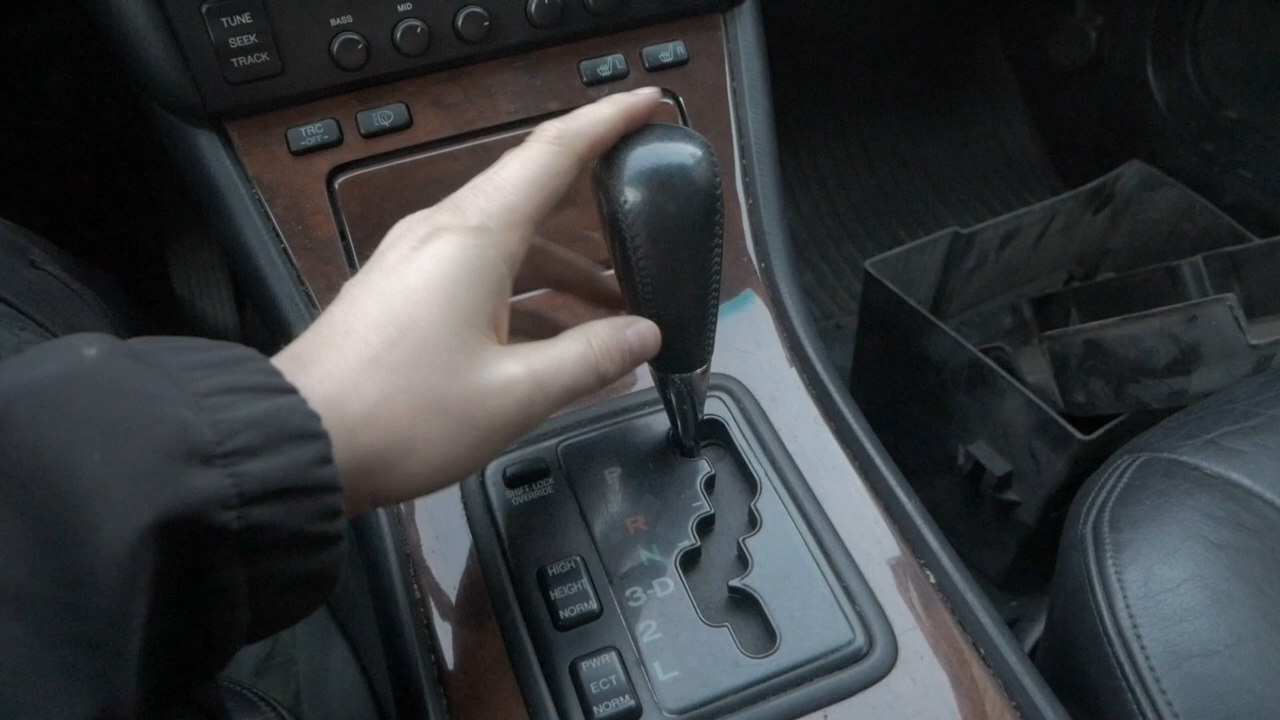 TUNE
SEEK
TRACK
BASS
MID
L
R
TRC
-OFF-
SHIFT LOCK
OVERRIDE
P
R
N
3-D
2
L
HIGH
HEIGHT
NORM
PWR
ECT
NORM